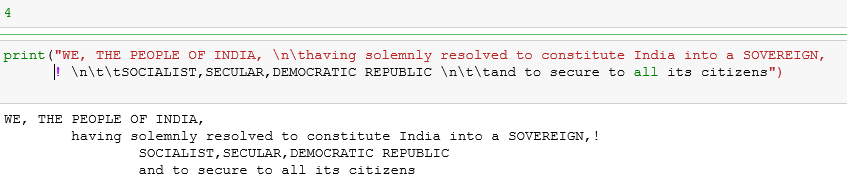 4
print("WE, THE PEOPLE OF INDIA, \n\thaving solemnly resolved to constitute India into a SOVEREIGN,
! \n\t\tSOCIALIST,SECULAR,DEMOCRATIC REPUBLIC \n\t\tand to secure to all its citizens")
WE, THE PEOPLE OF INDIA,
having solemnly resolved to constitute India into a SOVEREIGN,!
SOCIALIST,SECULAR,DEMOCRATIC REPUBLIC
and to secure to all its citizens